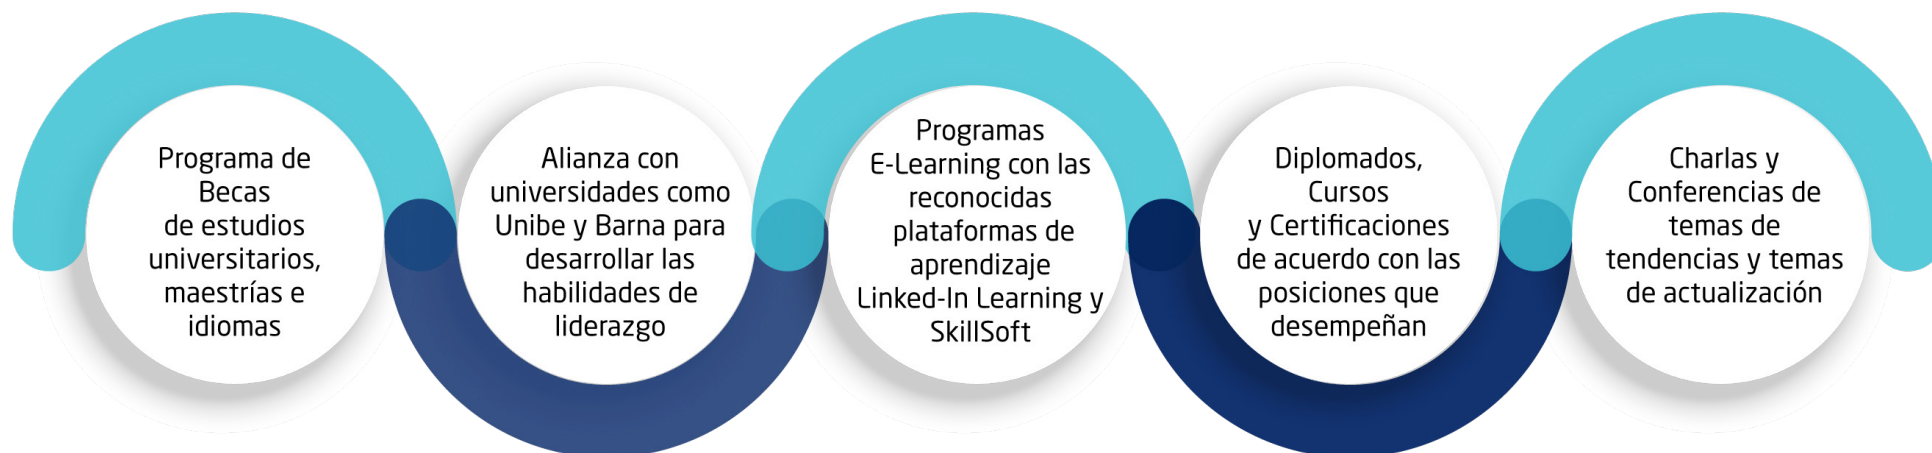 Programa de
Becas
de estudios
universitarios,
maestrías e
idiomas
Alianza con
universidades como
Unibe y Barna para
desarrollar las
habilidades de
liderazgo
Programas
E-Learning con las
reconocidas
plataformas de
aprendizaje
Linked-In Learning y
SkillSoft
Diplomados,
Cursos
y Certificaciones
de acuerdo con las
posiciones que
desempeñan
Charlas y
Conferencias de
temas de
tendencias y temas
de actualización